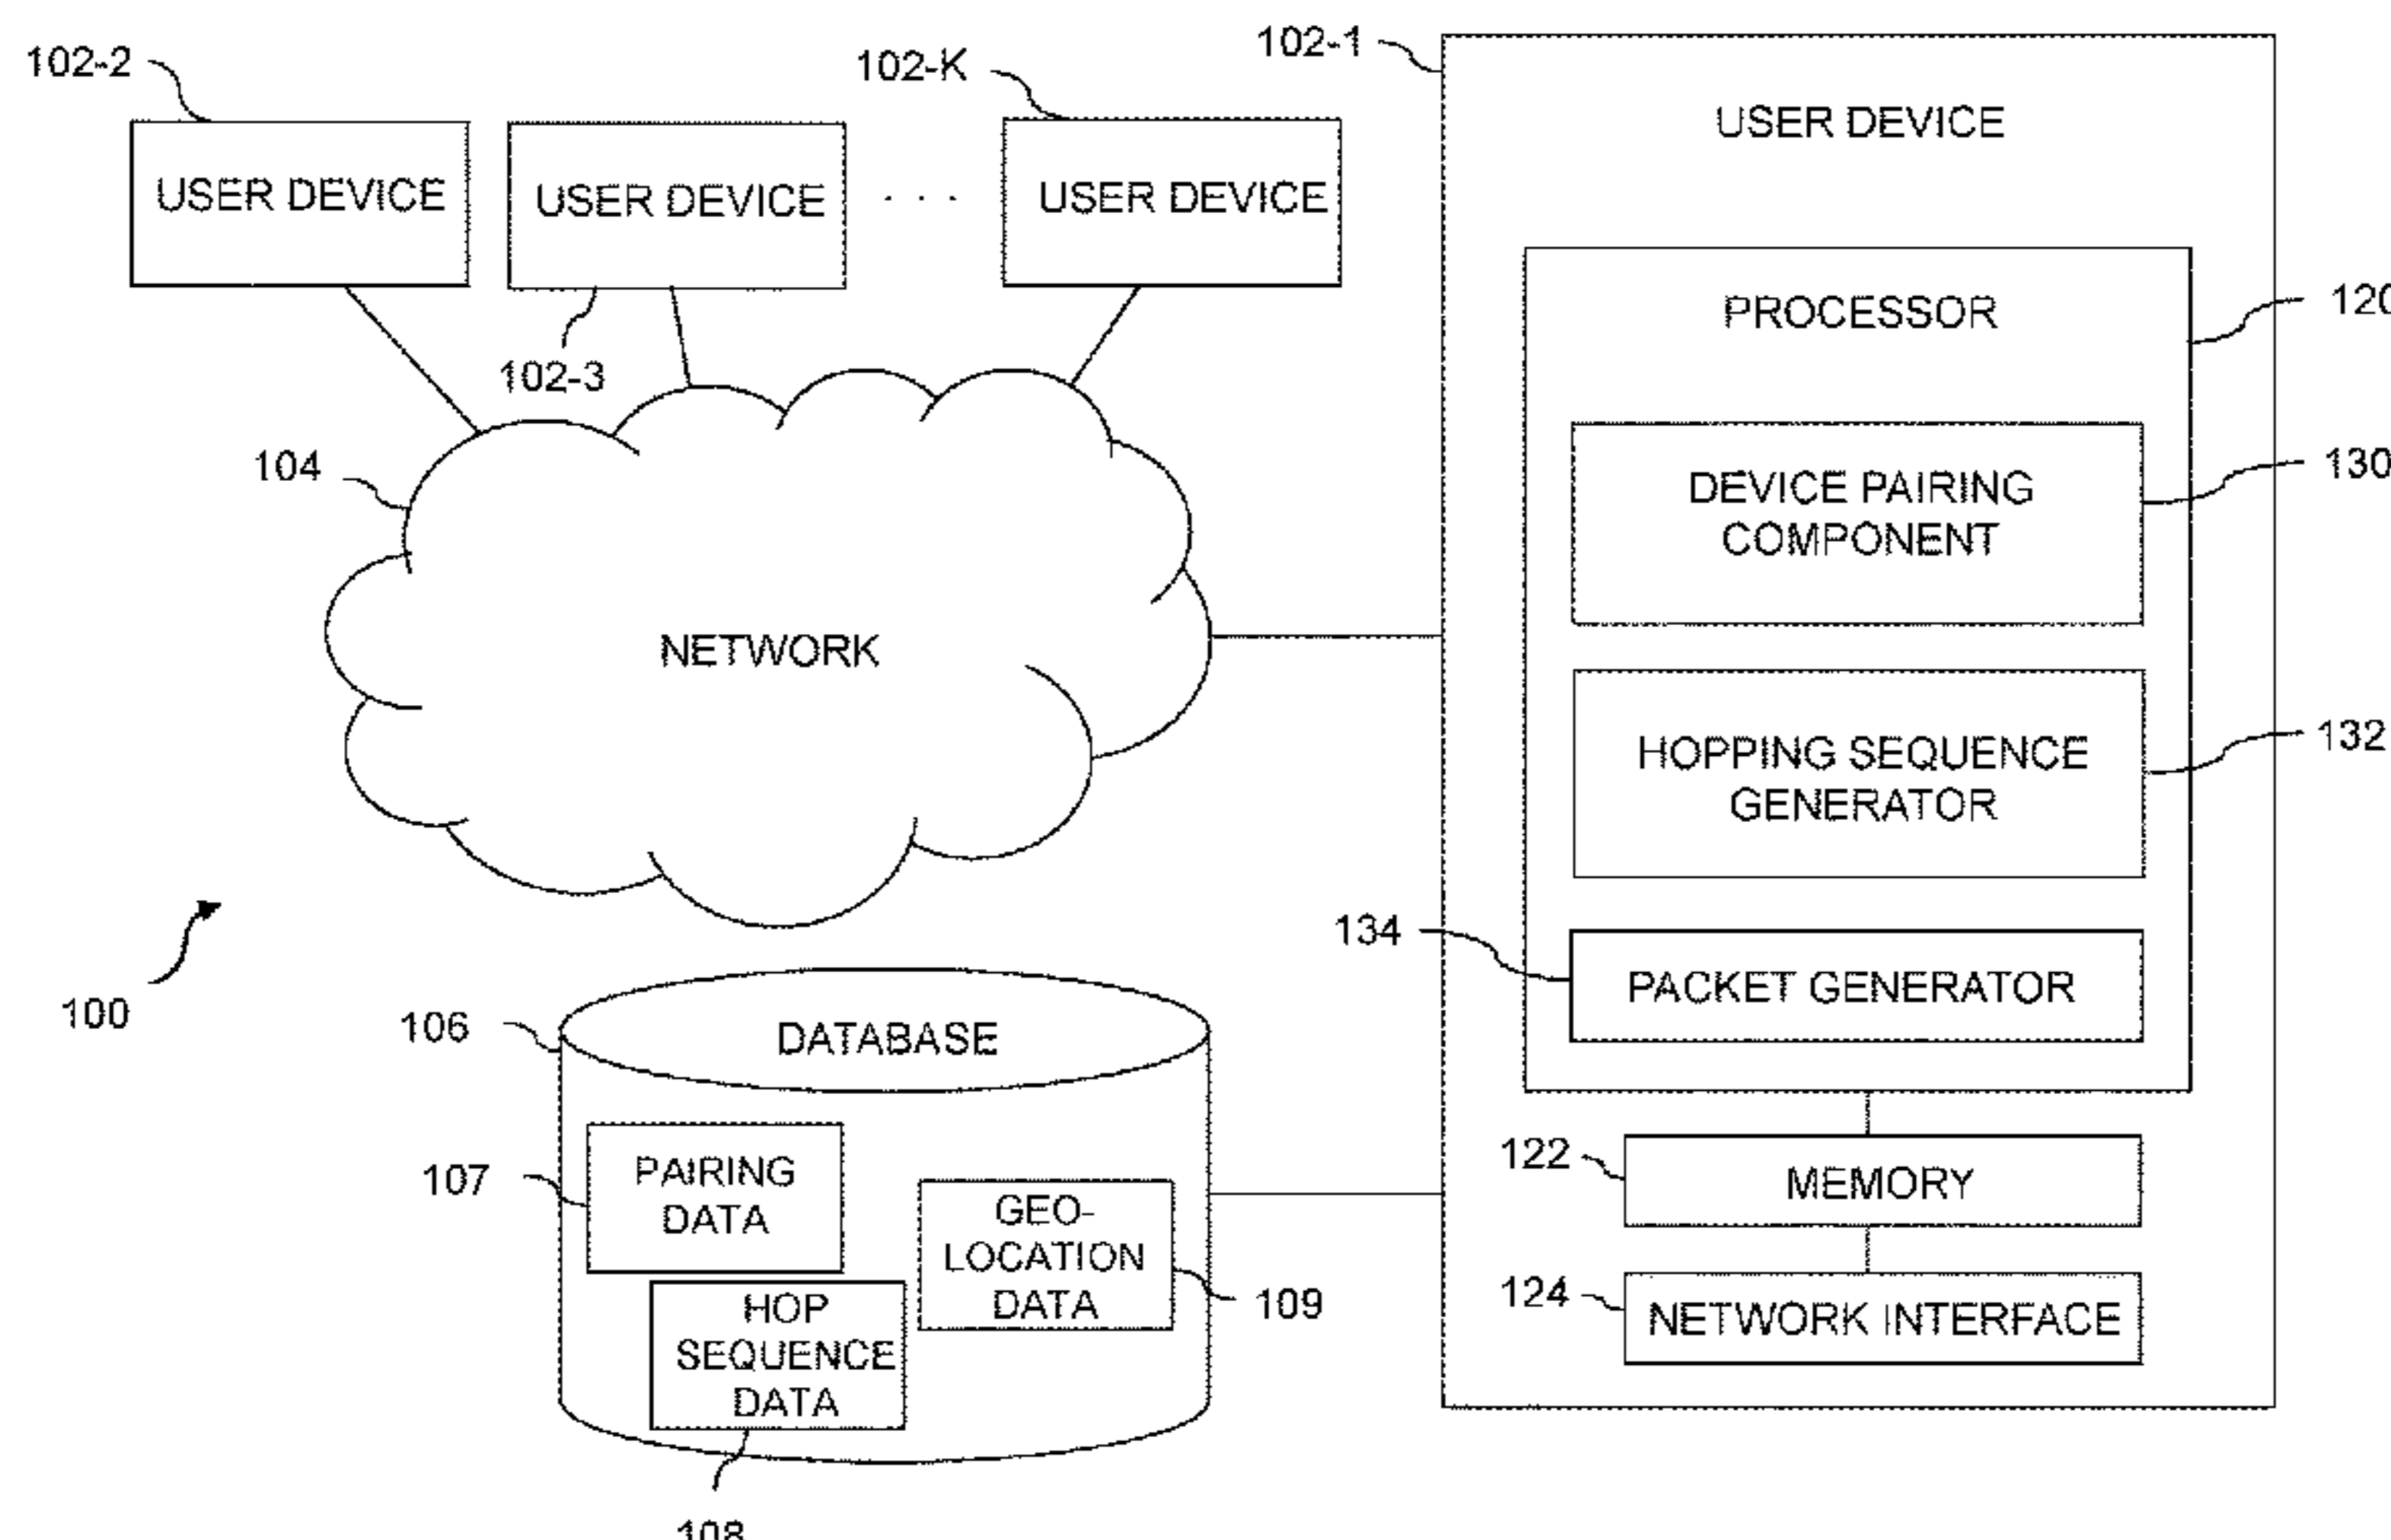 102-2
102-K
102-1
USER DEVICE
USER DEVICE
USER DEVICE
. . .
USER DEVICE
102-3
PROCESSOR
120
104
DEVICE PAIRING
COMPONENT
130
NETWORK
HOPPING SEQUENCE
GENERATOR
132
134
PACKET GENERATOR
100
106
DATABASE
107
PAIRING
DATA
GEO-
LOCATION
DATA
109
HOP
SEQUENCE
DATA
108
122
MEMORY
124
NETWORK INTERFACE